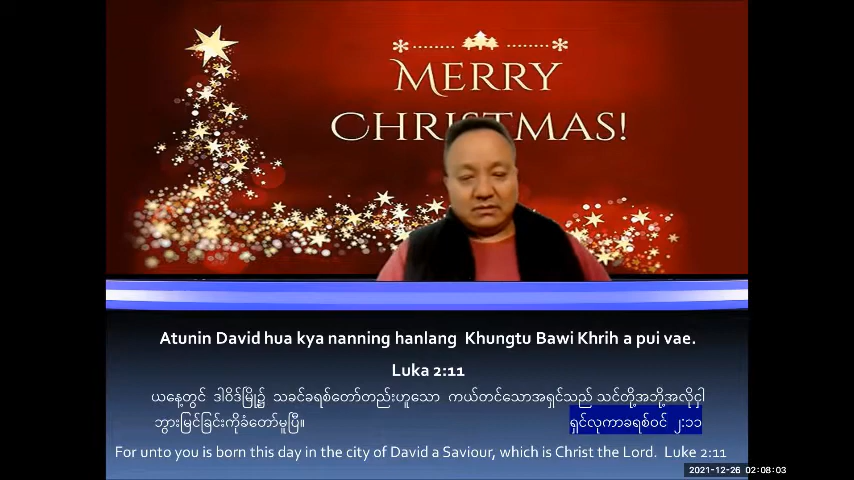 MERRY
CHRISTMAS!
Atunin David hua kya nanning hanlang Khungtu Bawi Khrih a pui vae.
Luka 2:11
ယနေ့တွင် ဒါဝိဒ်မြို့၌ သခင်ခရစ်တော်တည်းဟူသော ကယ်တင်သောအရှင်သည် သင်တို့အဘို့အလိုငှါ
ဘွားမြင်ခြင်းကိုခံတော်မူပြီ။ ရှင်လုကာခရစ်ဝင် ၂:၁၁
For unto you is born this day in the city of David a Saviour, which is Christ the Lord. Luke 2:11
2021-12-26 02:08:03